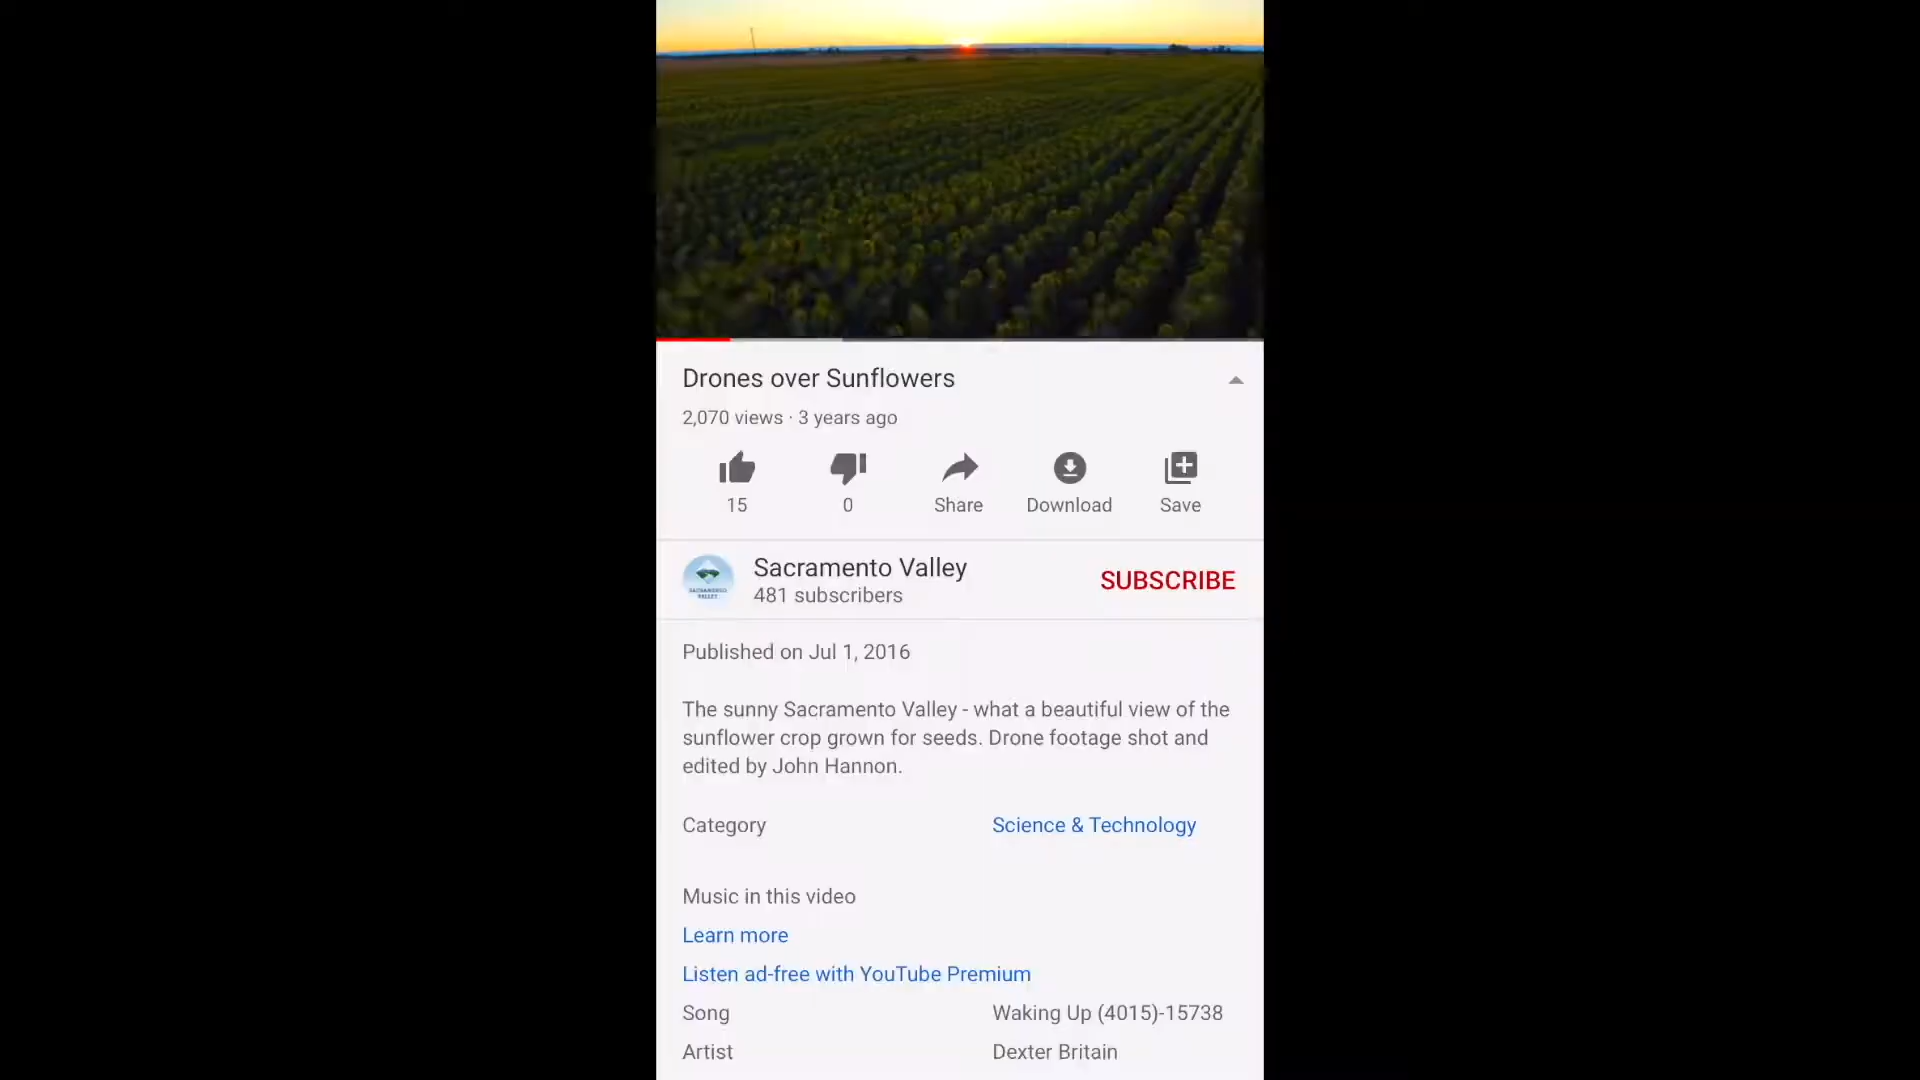 Drones over Sunflowers
2,070 views · 3 years ago
15 0 Share Download Save
Sacramento Valley
481 subscribers
SUBSCRIBE
SACRAMENTO
VALLEY
Published on Jul 1, 2016
The sunny Sacramento Valley - what a beautiful view of the
sunflower crop grown for seeds. Drone footage shot and
edited by John Hannon.
Category Science & Technology
Music in this video
Learn more
Listen ad-free with YouTube Premium
Song Waking Up (4015)-15738
Artist Dexter Britain